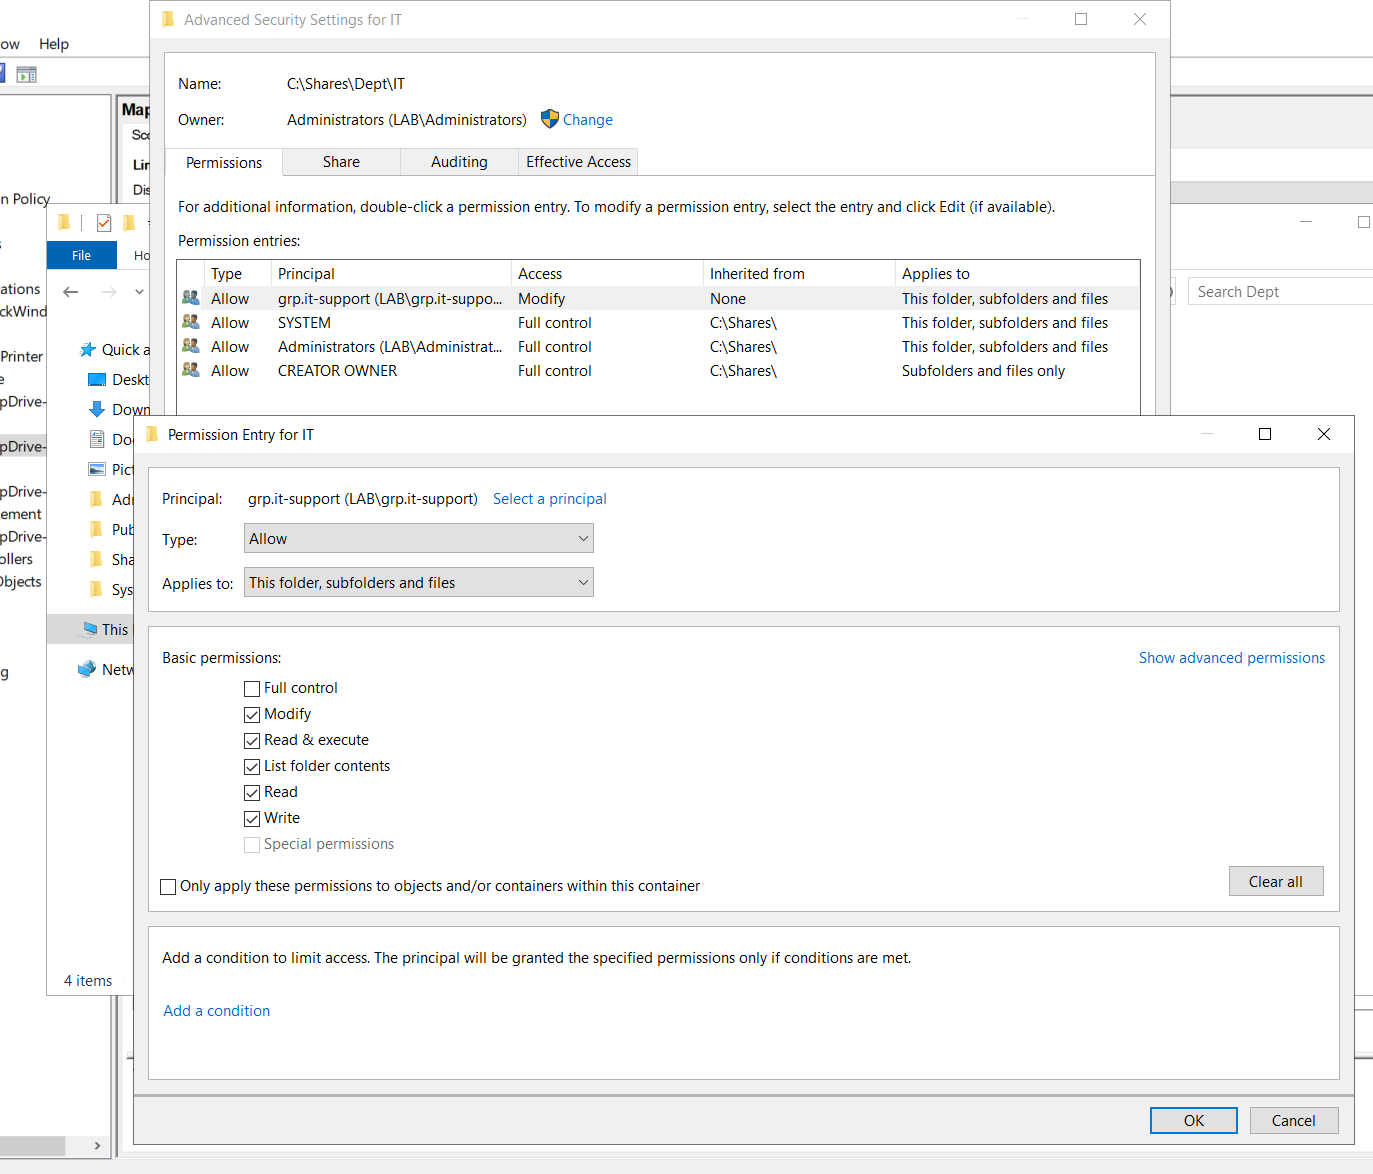 Advanced Security Settings for IT
ow Help
Name: C:\Shares\Dept\IT
Map
Owner: Administrators (LAB\Administrators) Change
Sco
Permissions Share Auditing Effective Access
Lin
Dis
n Policy
For additional information, double-click a permission entry. To modify a permission entry, select the entry and click Edit (if available).
Permission entries:
File Ho
Type Principal Access Inherited from Applies to
ations
Search Dept
Allow grp.it-support (LAB\grp.it-suppo... Modify None This folder, subfolders and files
ckWind
Allow SYSTEM Full control C:\Shares\ This folder, subfolders and files
Allow Administrators (LAB\Administrat... Full control C:\Shares\ This folder, subfolders and files
Quick a
Printer
Allow CREATOR OWNER Full control C:\Shares\ Subfolders and files only
e
Deskt
pDrive-
Down
Permission Entry for IT
Doc
pDrive-
Pict
pDrive-
Principal: grp.it-support (LAB\grp.it-support) Select a principal
Adr
ement
Pub
pDrive-
Type: Allow
ollers
Sha
Objects
Applies to: This folder, subfolders and files
Sys
This
Basic permissions: Show advanced permissions
g
Netw
Full control
Modify
Read & execute
List folder contents
Read
Write
Special permissions
Only apply these permissions to objects and/or containers within this container
Clear all
Add a condition to limit access. The principal will be granted the specified permissions only if conditions are met.
4 items
Add a condition
OK Cancel